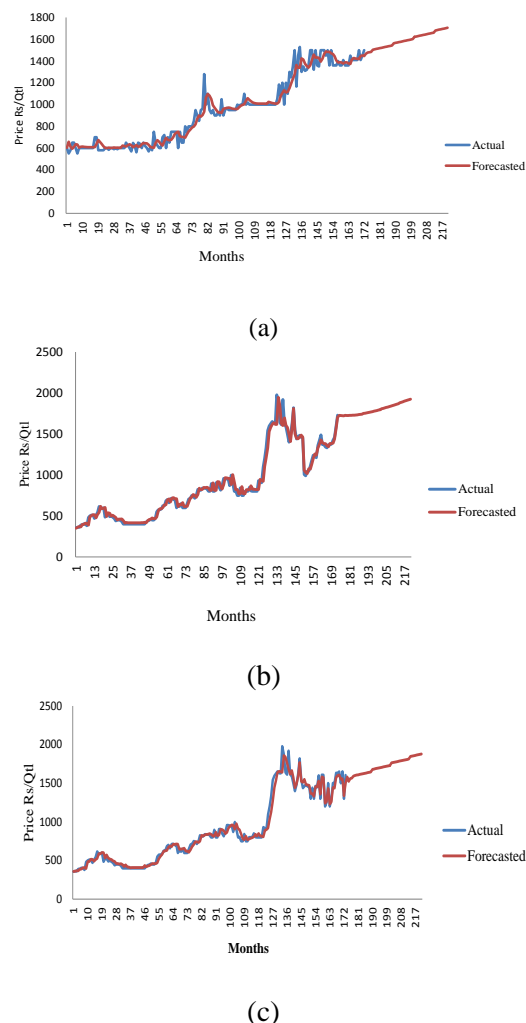 Price Rs/Qtl
1800
1600
1400
1200
1000
800
600
400
200
0
1 10 19 28 37 46 55 64 73 82 91 100 109 118 127 136 145 154 163 172 181 190 199 208 217
Months
Actual
Forecasted
(a)
Price Rs/Qtl
2500
2000
1500
1000
500
0
1 13 25 37 49 61 73 85 97 109 121 133 145 157 169 181 193 205 217
Months
Actual
Forecasted
(b)
Price Rs/Qtl
2500
2000
1500
1000
500
0
1 10 19 28 37 46 55 64 73 82 91 100 109 118 127 136 145 154 163 172 181 190 199 208 217
Months
Actual
Forecasted
(c)